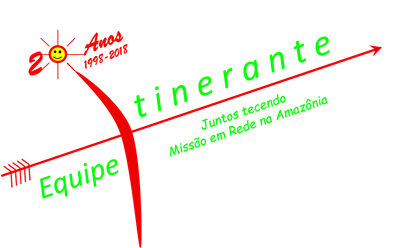 20 Anos
1998-2018
Equipe
tinerante
Juntos tecendo
Missão em Rede na Amazônia